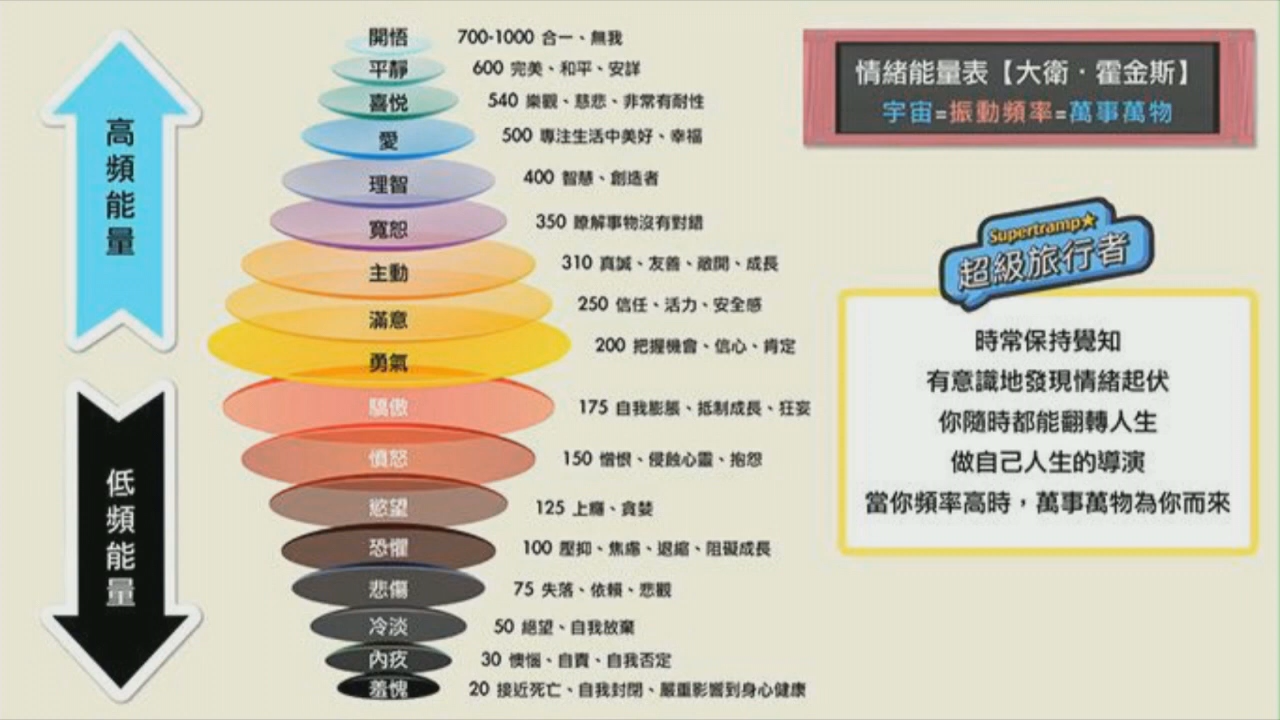 情緒能量表【大衛·霍金斯】
宇宙=振動頻率=萬事萬物
高頻能量
開悟 700-1000 合一、無我
平靜 600 完美、和平、安詳
喜悅 540 樂觀、慈悲、非常有耐性
愛 500 專注生活中美好、幸福
理智 400 智慧、創造者
寬恕 350 瞭解事物沒有對錯
主動 310 真誠、友善、敞開、成長
滿意 250 信任、活力、安全感
勇氣 200 把握機會、信心、肯定
低頻能量
驕傲 175 自我膨脹、抵制成長、狂妄
憤怒 150 憎恨、侵蝕心靈、抱怨
慾望 125 上癮、貪婪
恐懼 100 壓抑、焦慮、退縮、阻礙成長
悲傷 75 失落、依賴、悲觀
冷淡 50 絕望、自我放棄
內疚 30 懊惱、自責、自我否定
羞愧 20 接近死亡、自我封閉、嚴重影響到身心健康
Supertramp
超級旅行者
時常保持覺知
有意識地發現情緒起伏
你隨時都能翻轉人生
做自己人生的導演
當你頻率高時，萬事萬物為你而來